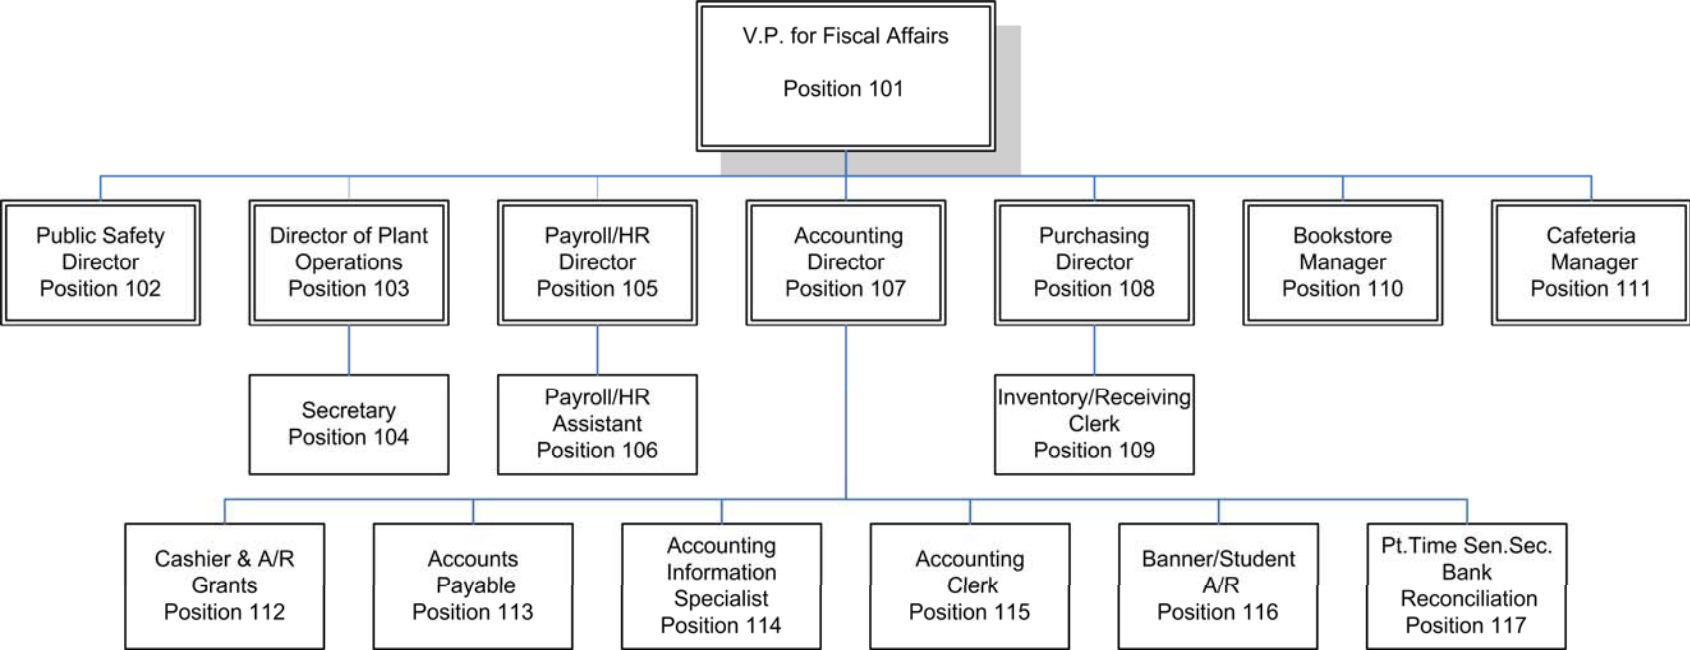 V.P. for Fiscal Affairs
Position 101
Public Safety
Director
Position 102
Director of Plant
Operations
Position 103
Payroll/HR
Director
Position 105
Accounting
Director
Position 107
Purchasing
Director
Position 108
Bookstore
Manager
Position 110
Cafeteria
Manager
Position 111
Secretary
Position 104
Payroll/HR
Assistant
Position 106
Inventory/Receiving
Clerk
Position 109
Cashier & A/R
Grants
Position 112
Accounts
Payable
Position 113
Accounting
Information
Specialist
Position 114
Accounting
Clerk
Position 115
Banner/Student
A/R
Position 116
Pt.Time Sen.Sec.
Bank
Reconciliation
Position 117